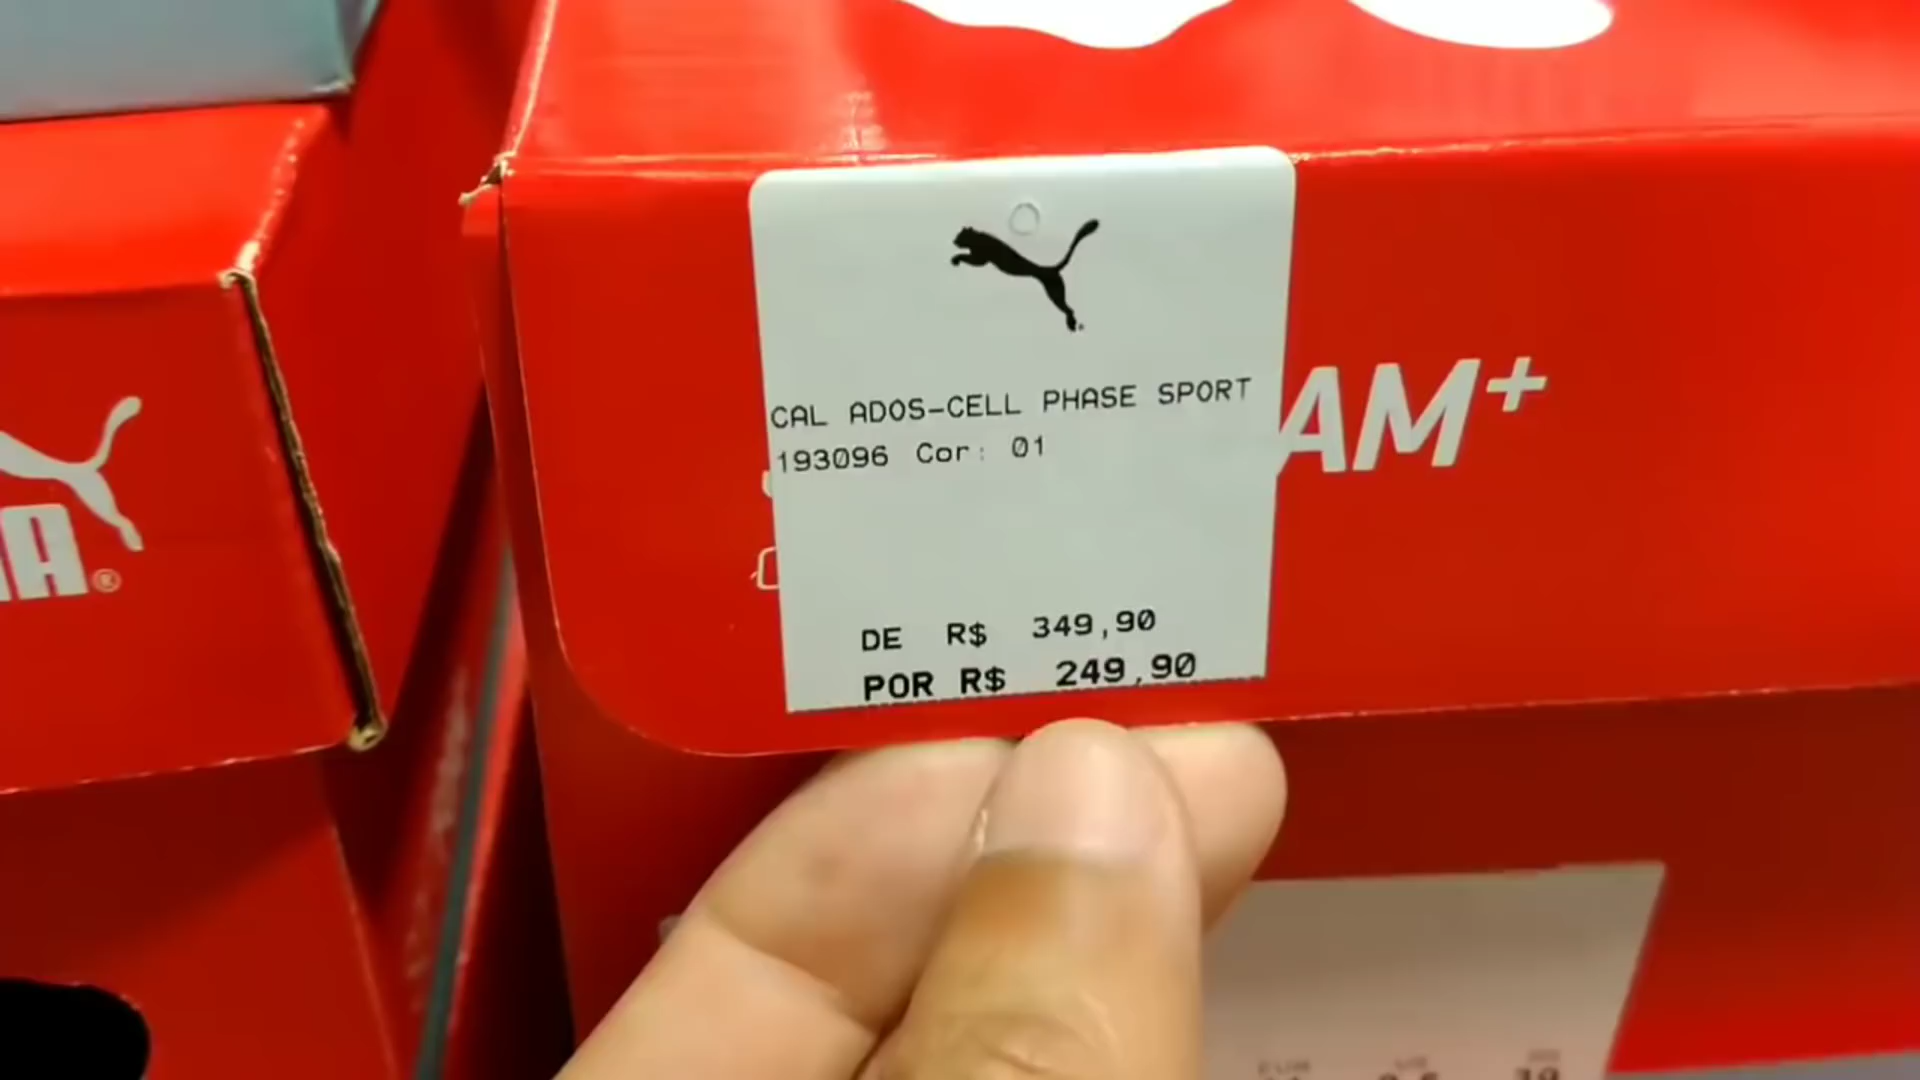 CAL ADOS-CELL PHASE SPORT
193096 Cor: 01
DE R$ 349,90
POR R$ 249,90
AM+